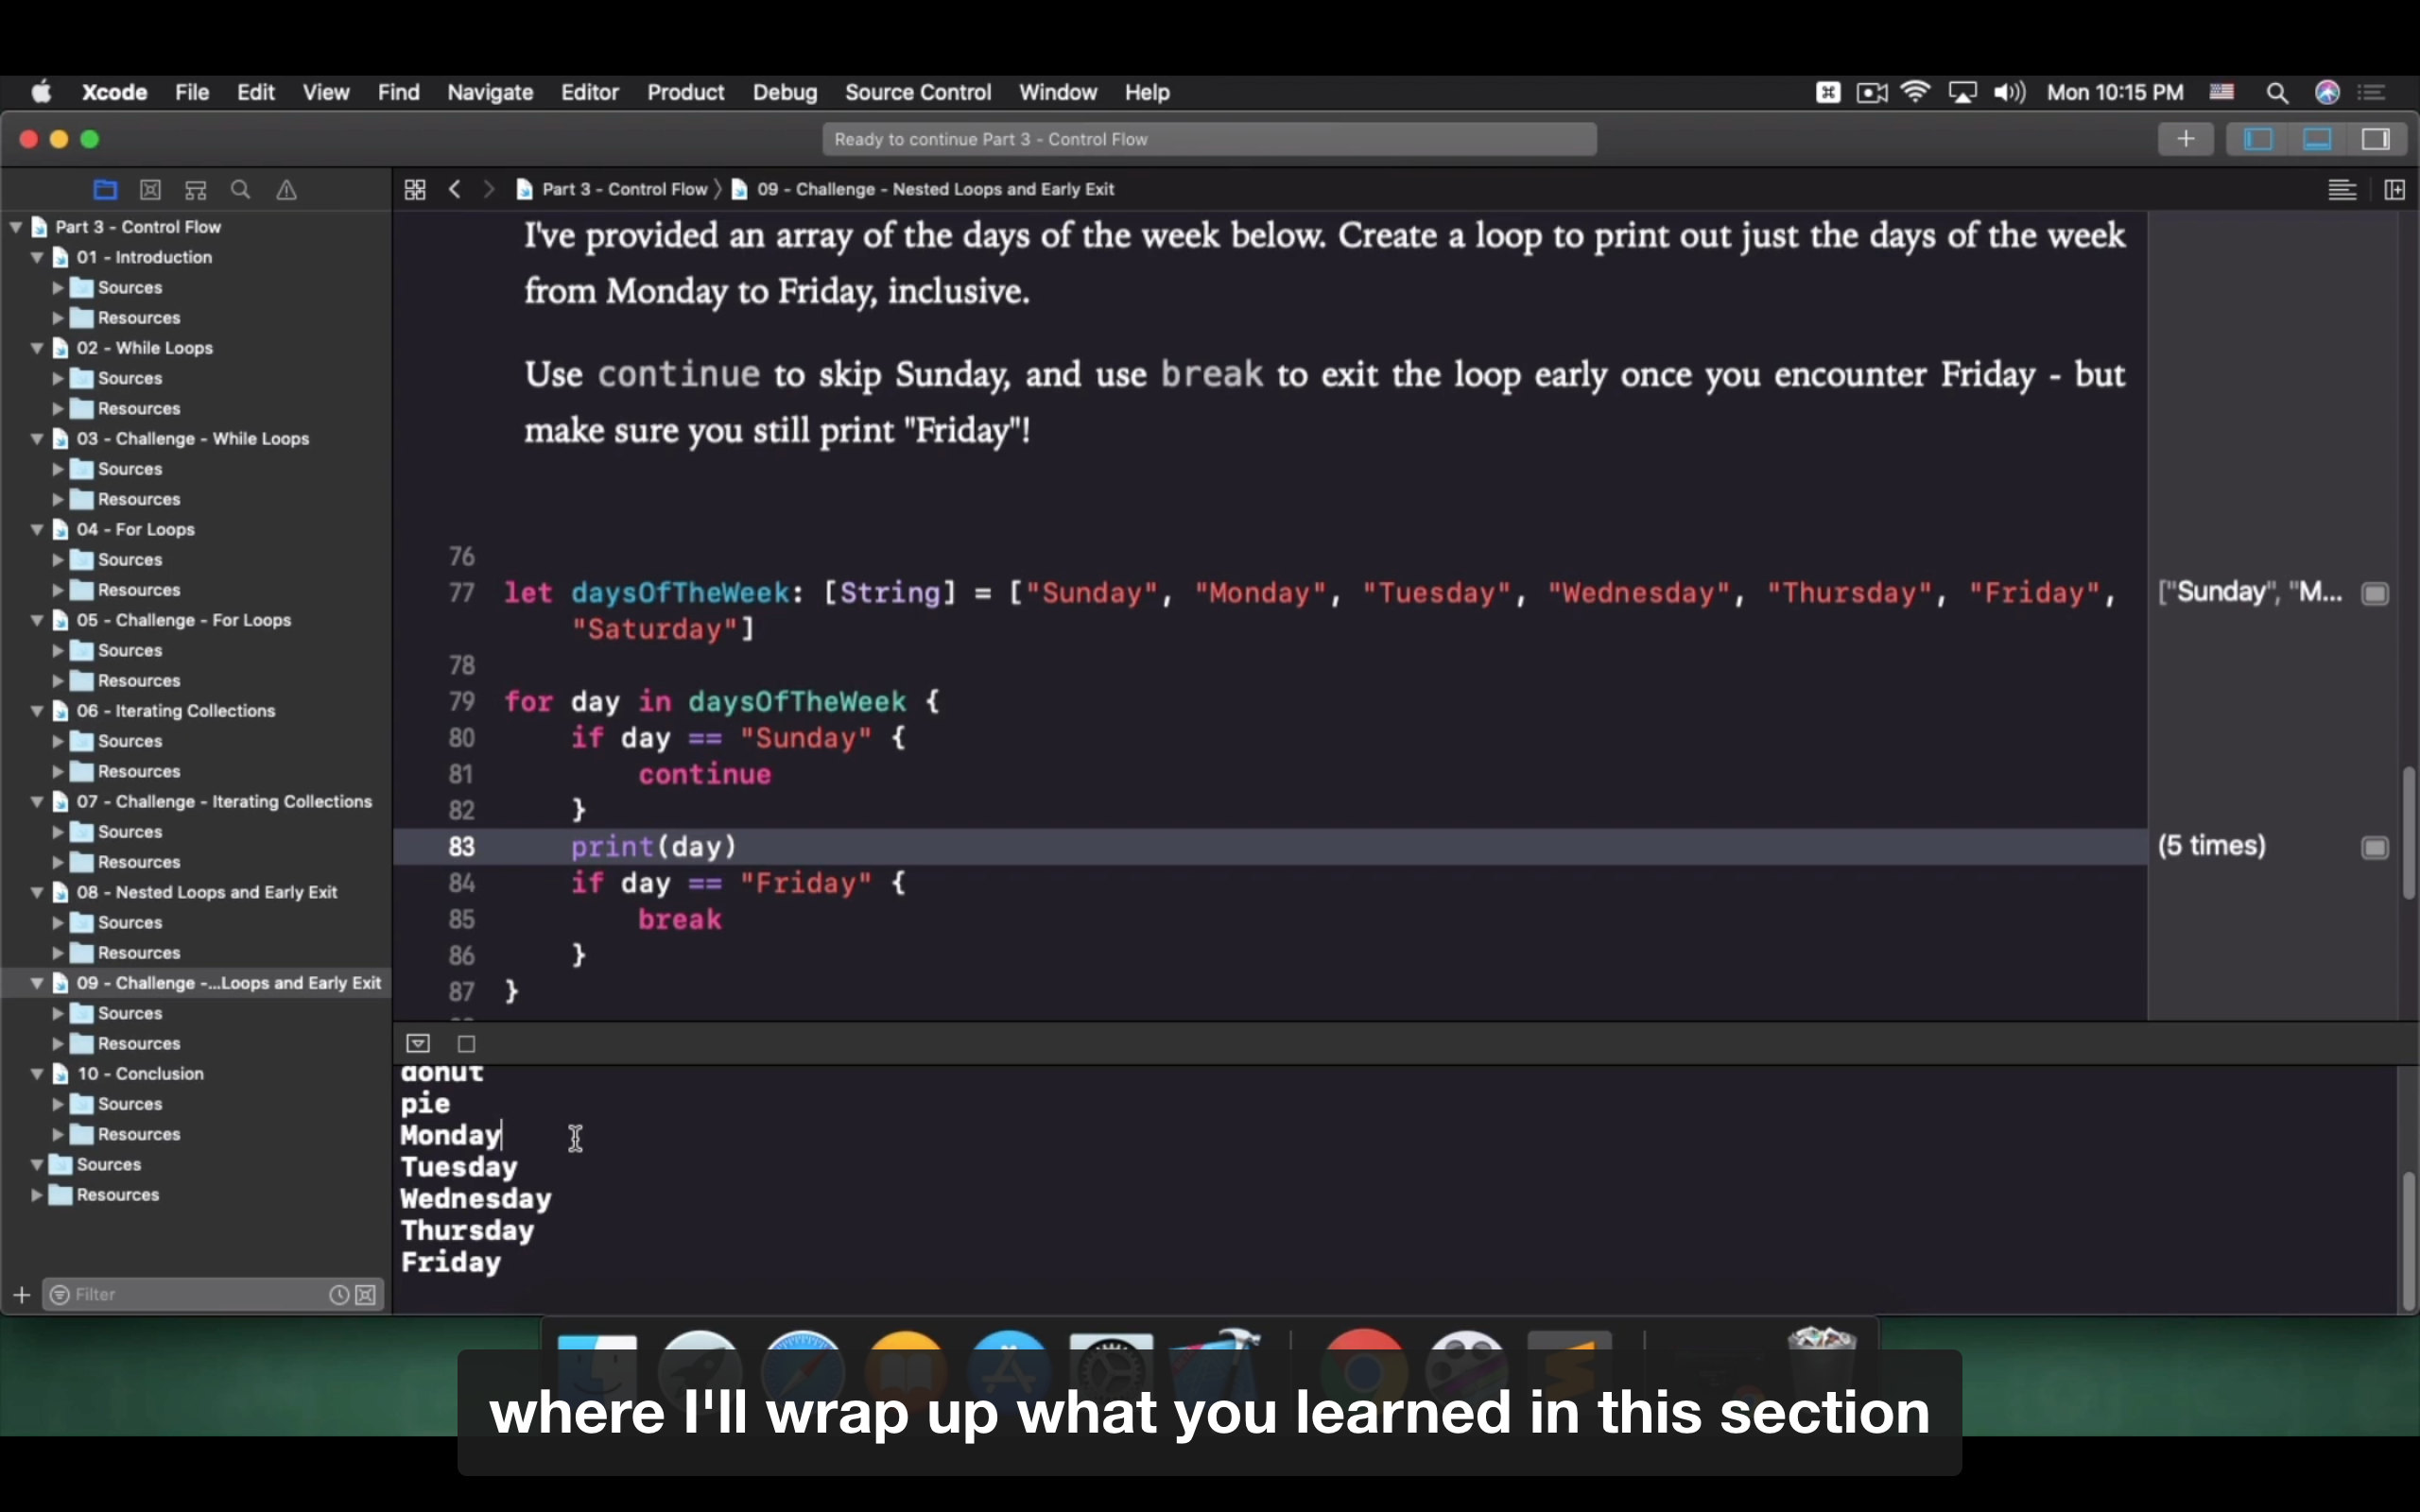 Xcode File Edit View Find Navigate Editor Product Debug Source Control Window Help Mon 10:15 PM
Ready to continue Part 3 - Control Flow
Part 3 - Control Flow 09 - Challenge - Nested Loops and Early Exit
Part 3 - Control Flow
01 - Introduction
Sources
Resources
02 - While Loops
Sources
Resources
03 - Challenge - While Loops
Sources
Resources
04 - For Loops
Sources
Resources
05 - Challenge - For Loops
Sources
Resources
06 - Iterating Collections
Sources
Resources
07 - Challenge - Iterating Collections
Sources
Resources
08 - Nested Loops and Early Exit
Sources
Resources
09 - Challenge -...Loops and Early Exit
Sources
Resources
10 - Conclusion
Sources
Resources
Sources
Resources
Filter
I've provided an array of the days of the week below. Create a loop to print out just the days of the week
from Monday to Friday, inclusive.
Use continue to skip Sunday, and use break to exit the loop early once you encounter Friday - but
make sure you still print "Friday"!
76
77 let daysOfTheWeek: [String] = ["Sunday", "Monday", "Tuesday", "Wednesday", "Thursday", "Friday", ["Sunday", "M...
"Saturday"]
78
79 for day in daysOfTheWeek {
80 if day == "Sunday" {
81 continue
82 }
83 print(day) (5 times)
84 if day == "Friday" {
85 break
86 }
87 }
donut
pie
Monday
Tuesday
Wednesday
Thursday
Friday
where I'll wrap up what you learned in this section